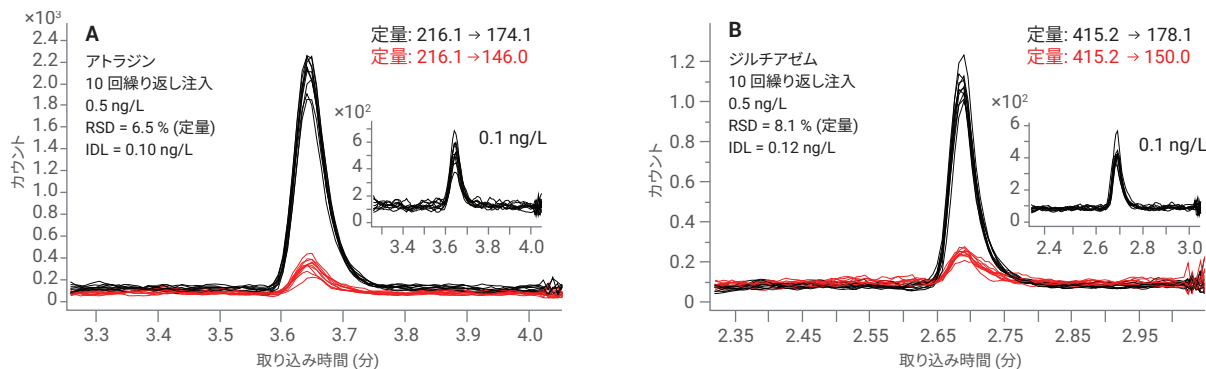 ×10³
2.4
2.2
2.0
1.8
1.6
1.4
1.2
1.0
0.8
0.6
0.4
0.2
0
カウント
A
アトラジン
10 回繰り返し注入
0.5 ng/L
RSD = 6.5 % (定量)
IDL = 0.10 ng/L
定量: 216.1 → 174.1
定量: 216.1 →146.0
×10²
0.1 ng/L
6
4
2
0
3.4 3.6 3.8 4.0
3.3 3.4 3.5 3.6 3.7 3.8 3.9 4.0
取り込み時間 (分)
B
ジルチアゼム
10 回繰り返し注入
0.5 ng/L
RSD = 8.1 % (定量)
IDL = 0.12 ng/L
定量: 415.2 → 178.1
定量: 415.2 → 150.0
1.2
1.0
0.8
0.6
0.4
0.2
0
カウント
×10²
0.1 ng/L
6
4
2
0
2.4 2.6 2.8 3.0
2.35 2.45 2.55 2.65 2.75 2.85 2.95
取り込み時間 (分)